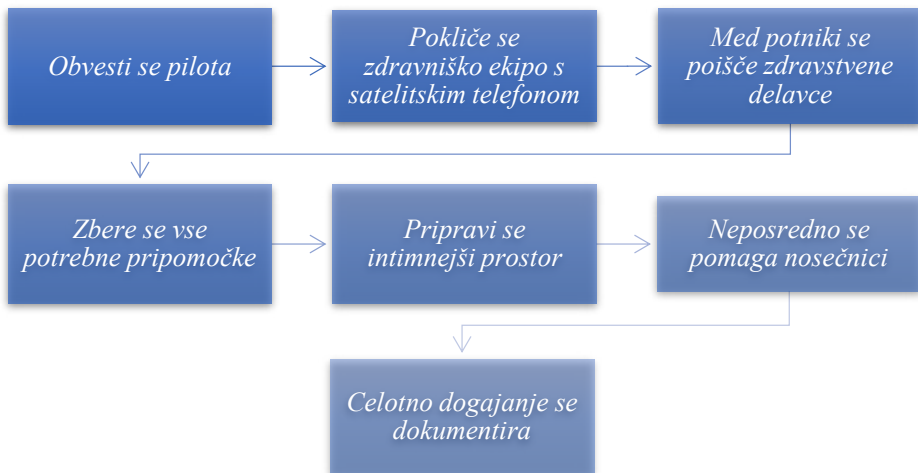 Obvesti se pilota
Pokliče se
zdravniško ekipo s
satelitskim telefonom
Med potniki se
poišče zdravstvene
delavce
Zbere se vse
potrebne pripomočke
Pripravi se
intimnejši prostor
Neposredno se
pomaga nosečnici
Celotno dogajanje se
dokumentira